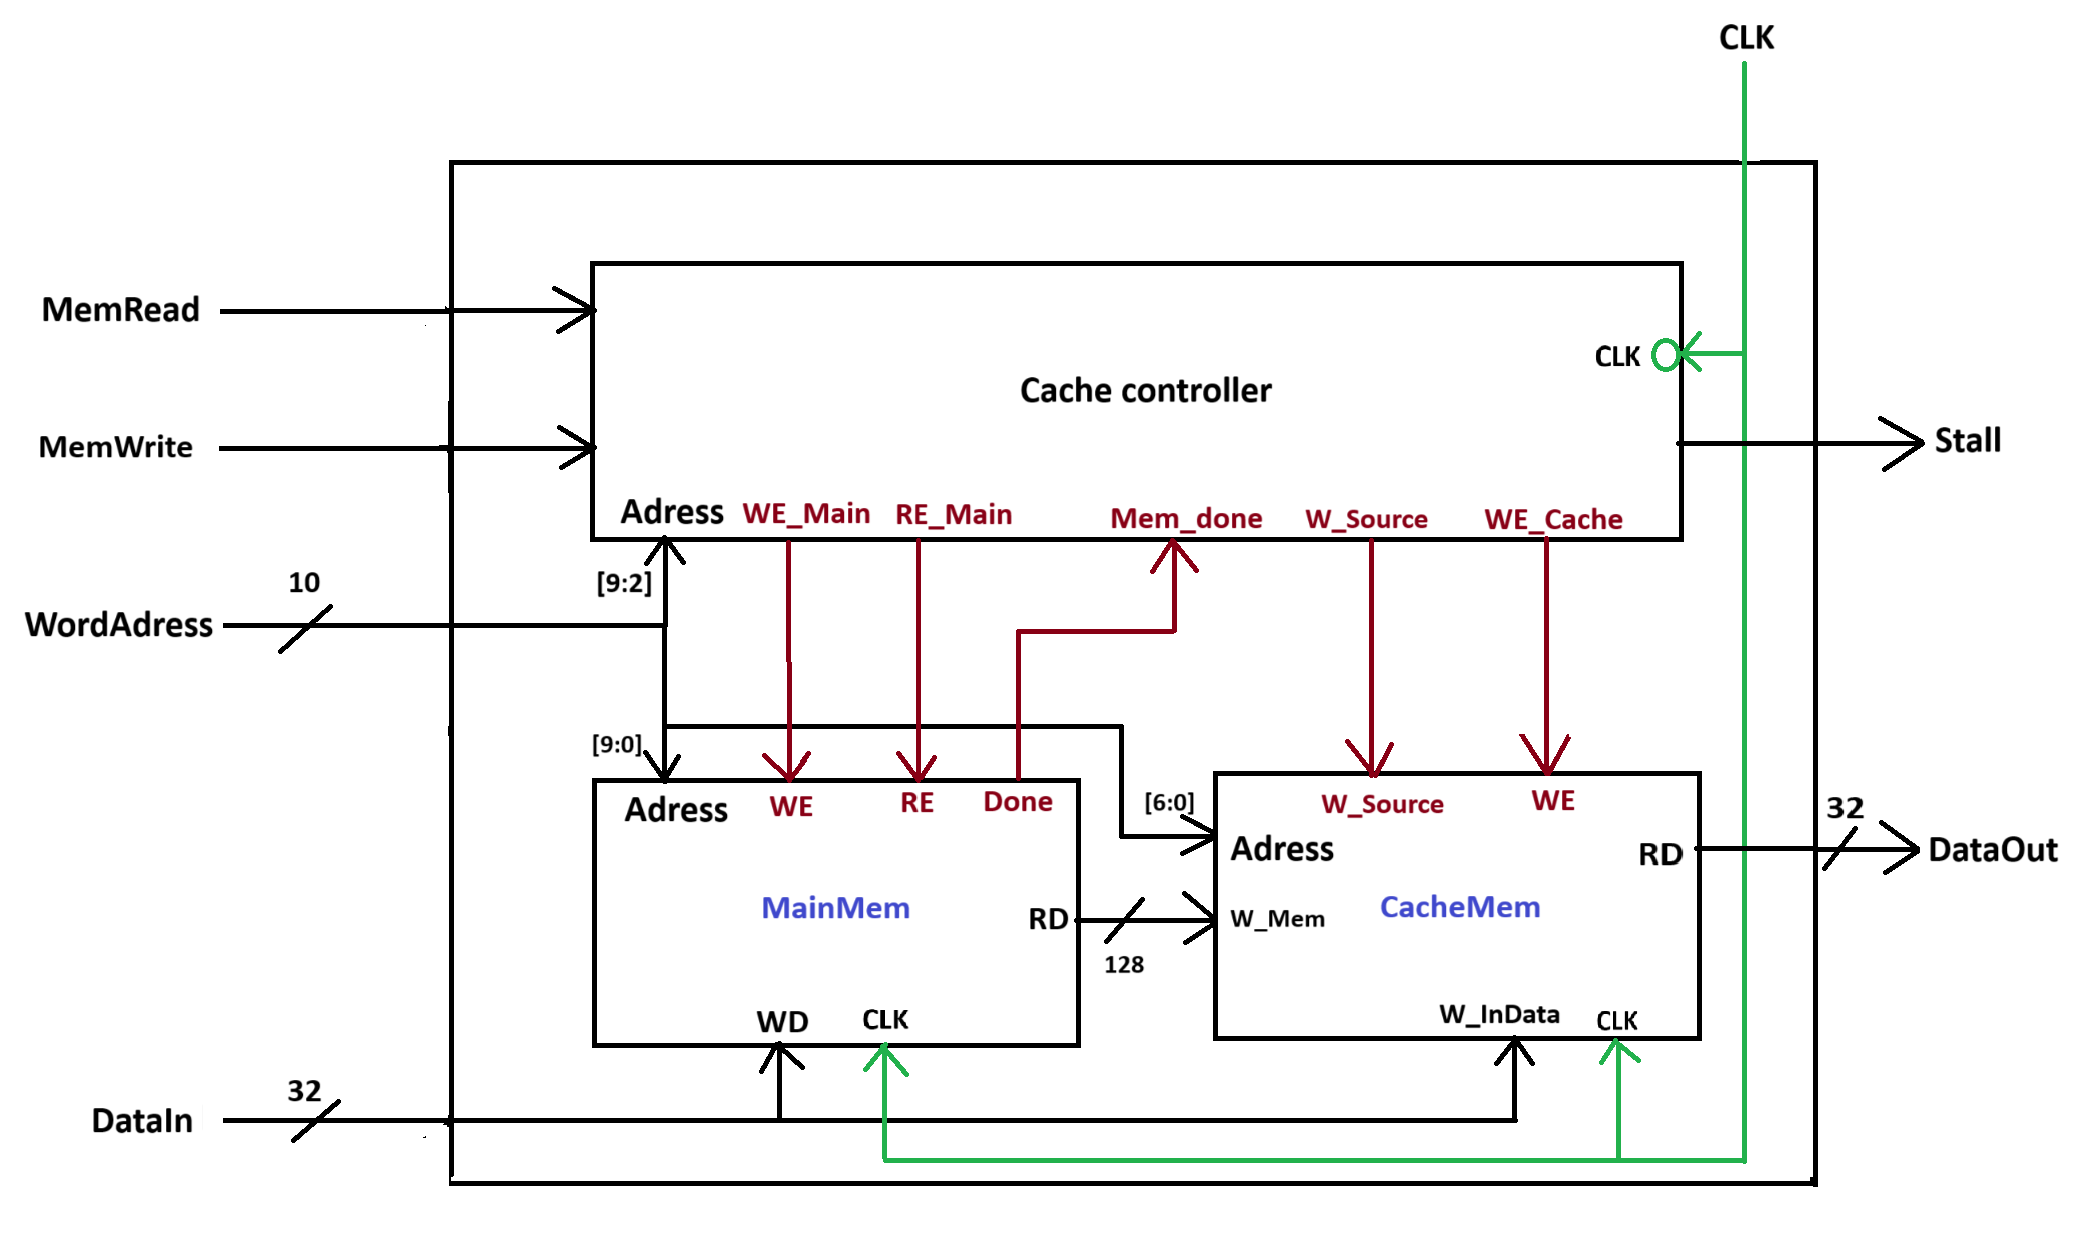 CLK
MemRead
CLK
Cache controller
MemWrite
Stall
Adress WE_Main RE_Main Mem_done W_Source WE_Cache
[9:2]
10
WordAdress
[9:0]
Adress WE RE Done
[6:0]
W_Source WE
32
Adress
RD
DataOut
MainMem
RD
W_Mem
CacheMem
128
WD CLK
W_InData CLK
32
DataIn